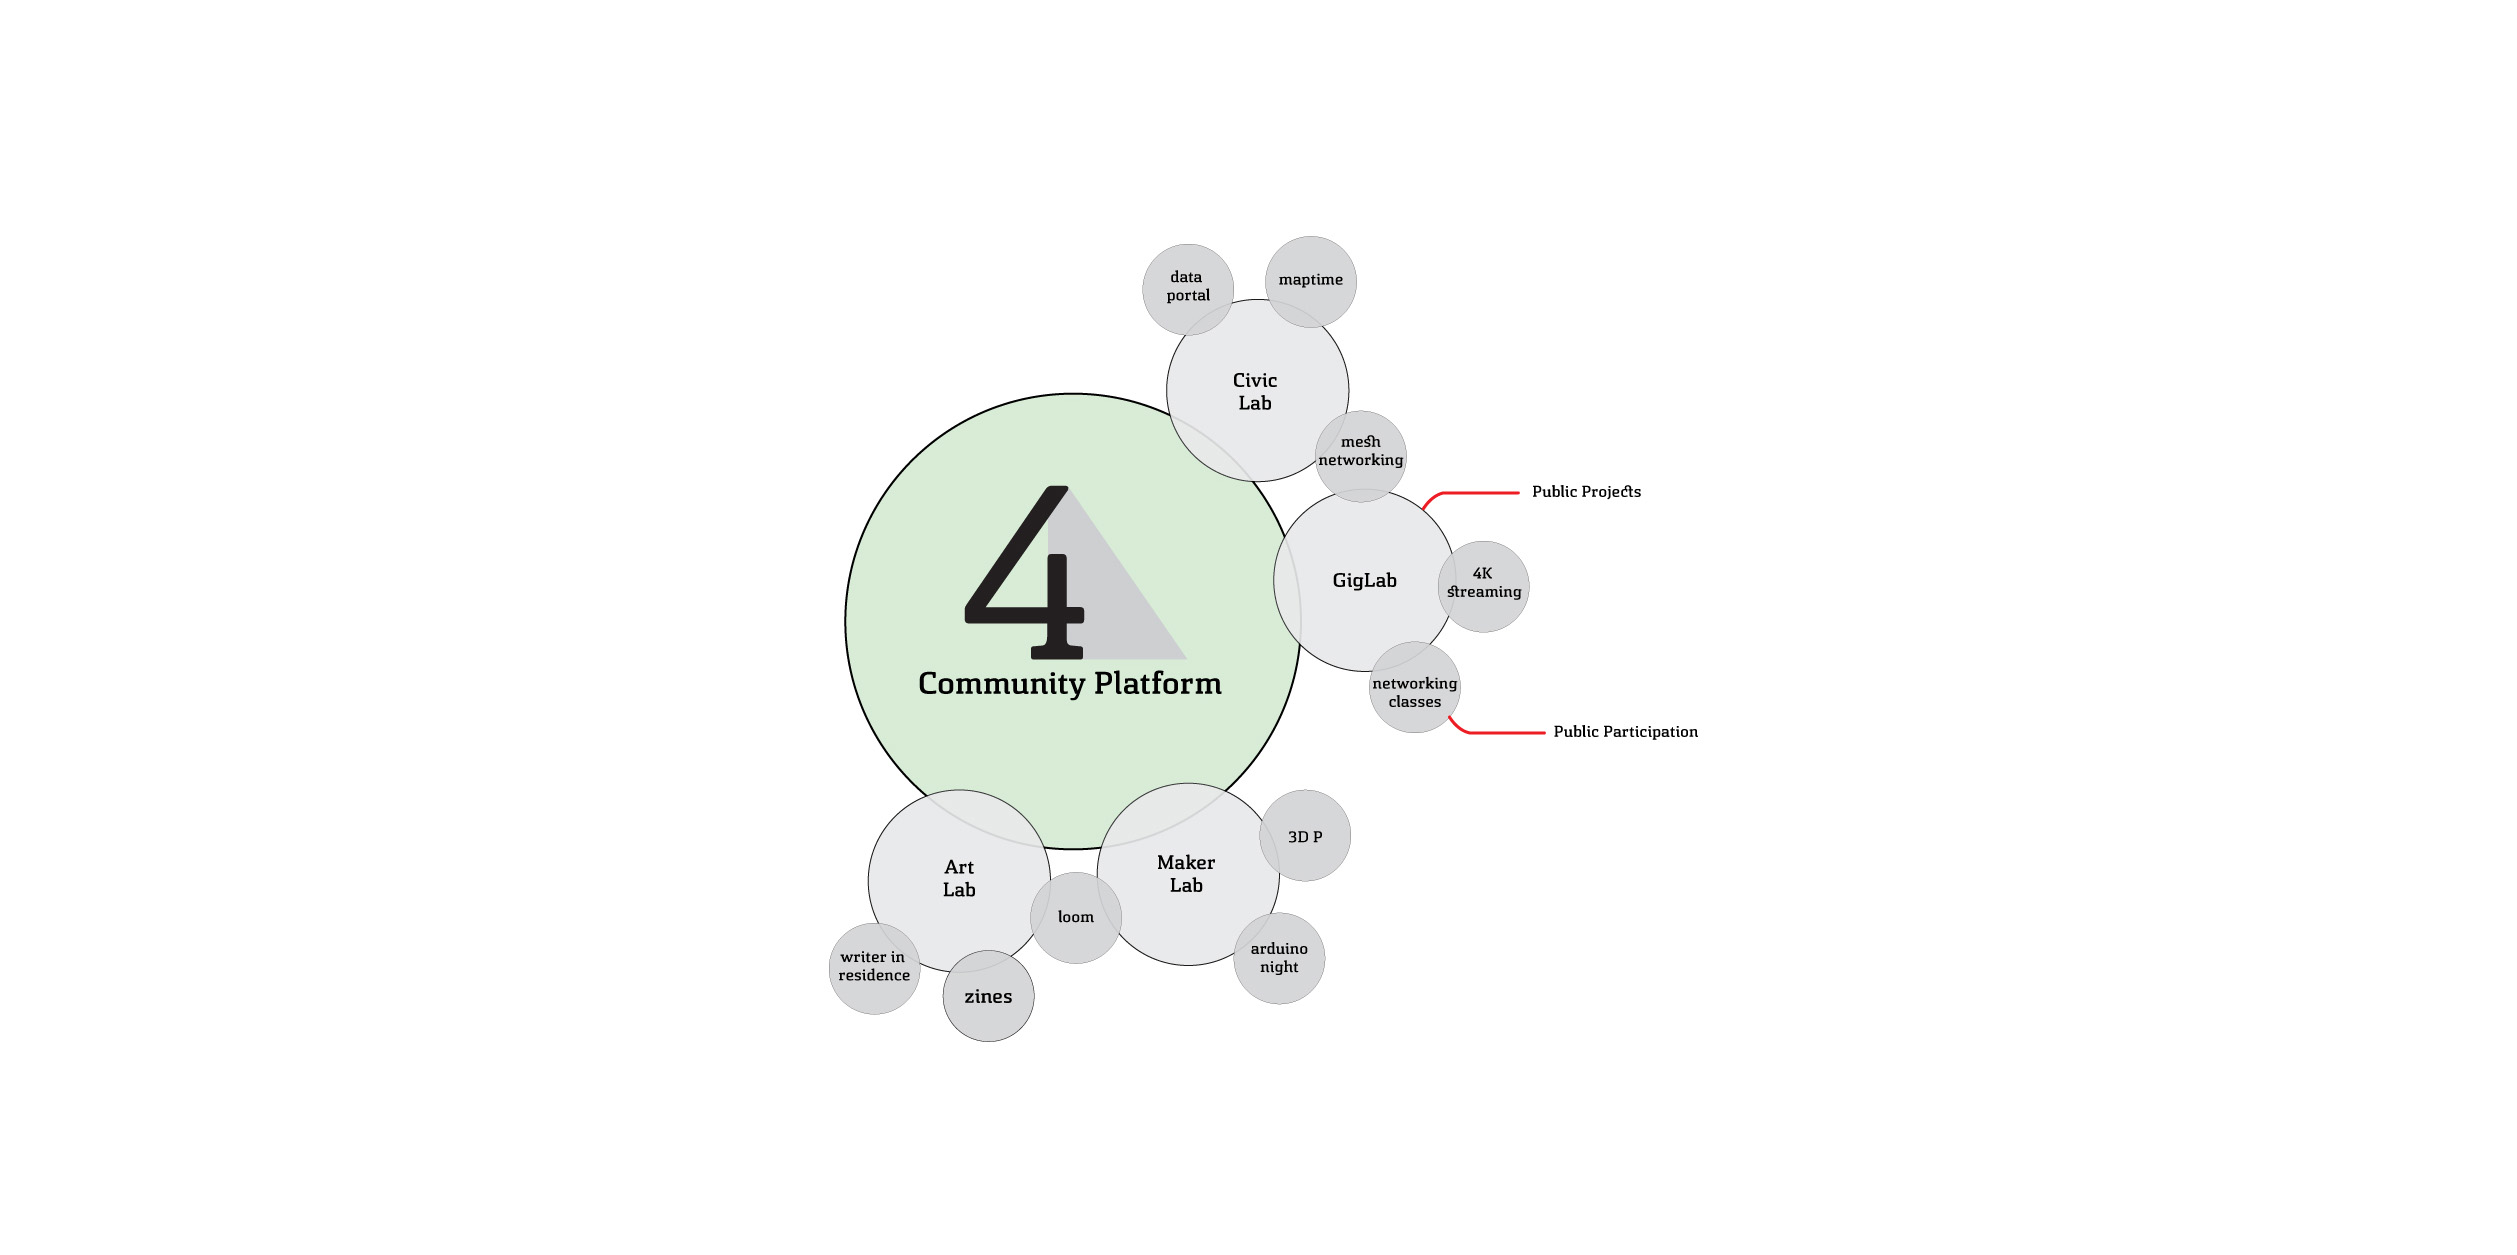 data
portal
maptime
Civic
Lab
mesh
networking
Public Projects
GigLab
4K
streaming
4
Community Platform
networking
classes
Public Participation
Art
Lab
Maker
Lab
3D P
loom
writer in
residence
zines
arduino
night